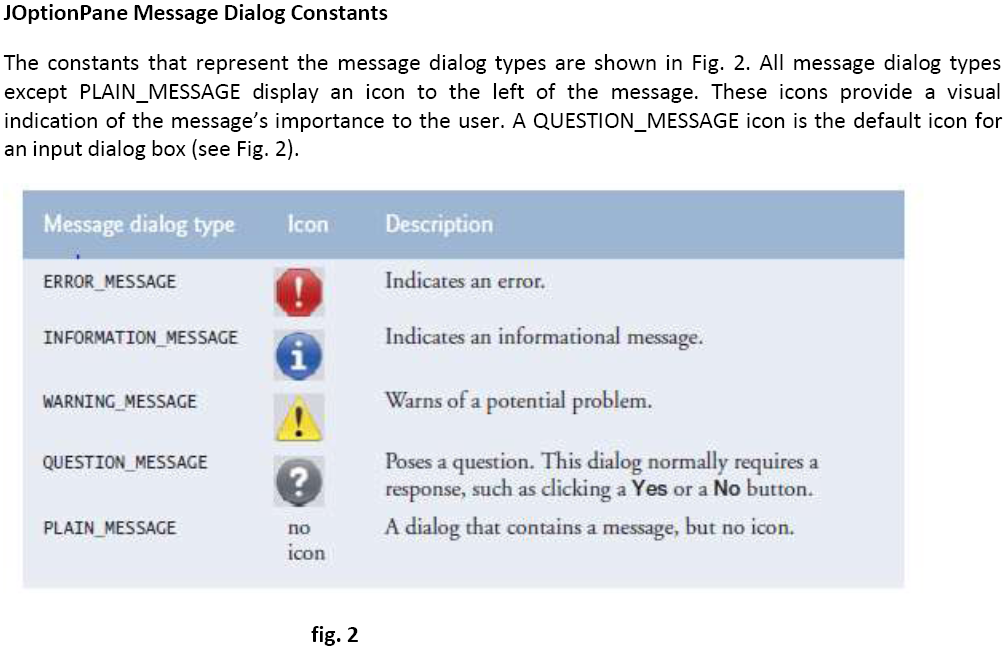 JOptionPane Message Dialog Constants
The constants that represent the message dialog types are shown in Fig. 2. All message dialog types
except PLAIN_MESSAGE display an icon to the left of the message. These icons provide a visual
indication of the message's importance to the user. A QUESTION_MESSAGE icon is the default icon for
an input dialog box (see Fig. 2).
Message dialog type Icon Description
ERROR_MESSAGE ! Indicates an error.
INFORMATION_MESSAGE i Indicates an informational message.
WARNING_MESSAGE ! Warns of a potential problem.
QUESTION_MESSAGE ? Poses a question. This dialog normally requires a
response, such as clicking a Yes or a No button.
PLAIN_MESSAGE no A dialog that contains a message, but no icon.
icon
fig. 2